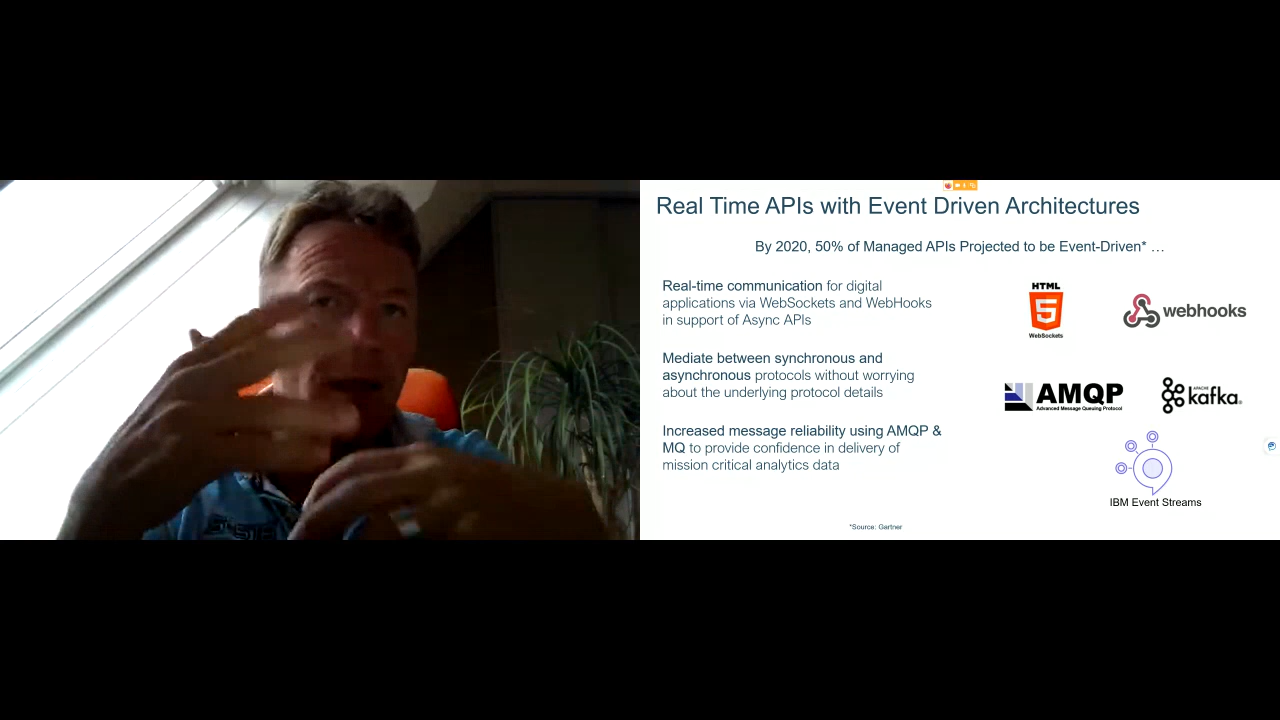 Real Time APIs with Event Driven Architectures
By 2020, 50% of Managed APIs Projected to be Event-Driven* …
Real-time communication for digital
applications via WebSockets and WebHooks
in support of Async APIs
HTML
5
WebSockets
webhooks
Mediate between synchronous and
asynchronous protocols without worrying
about the underlying protocol details
AMQP
Advanced Message Queuing Protocol
APACHE
kafka
Increased message reliability using AMQP &
MQ to provide confidence in delivery of
mission critical analytics data
IBM Event Streams
*Source: Gartner